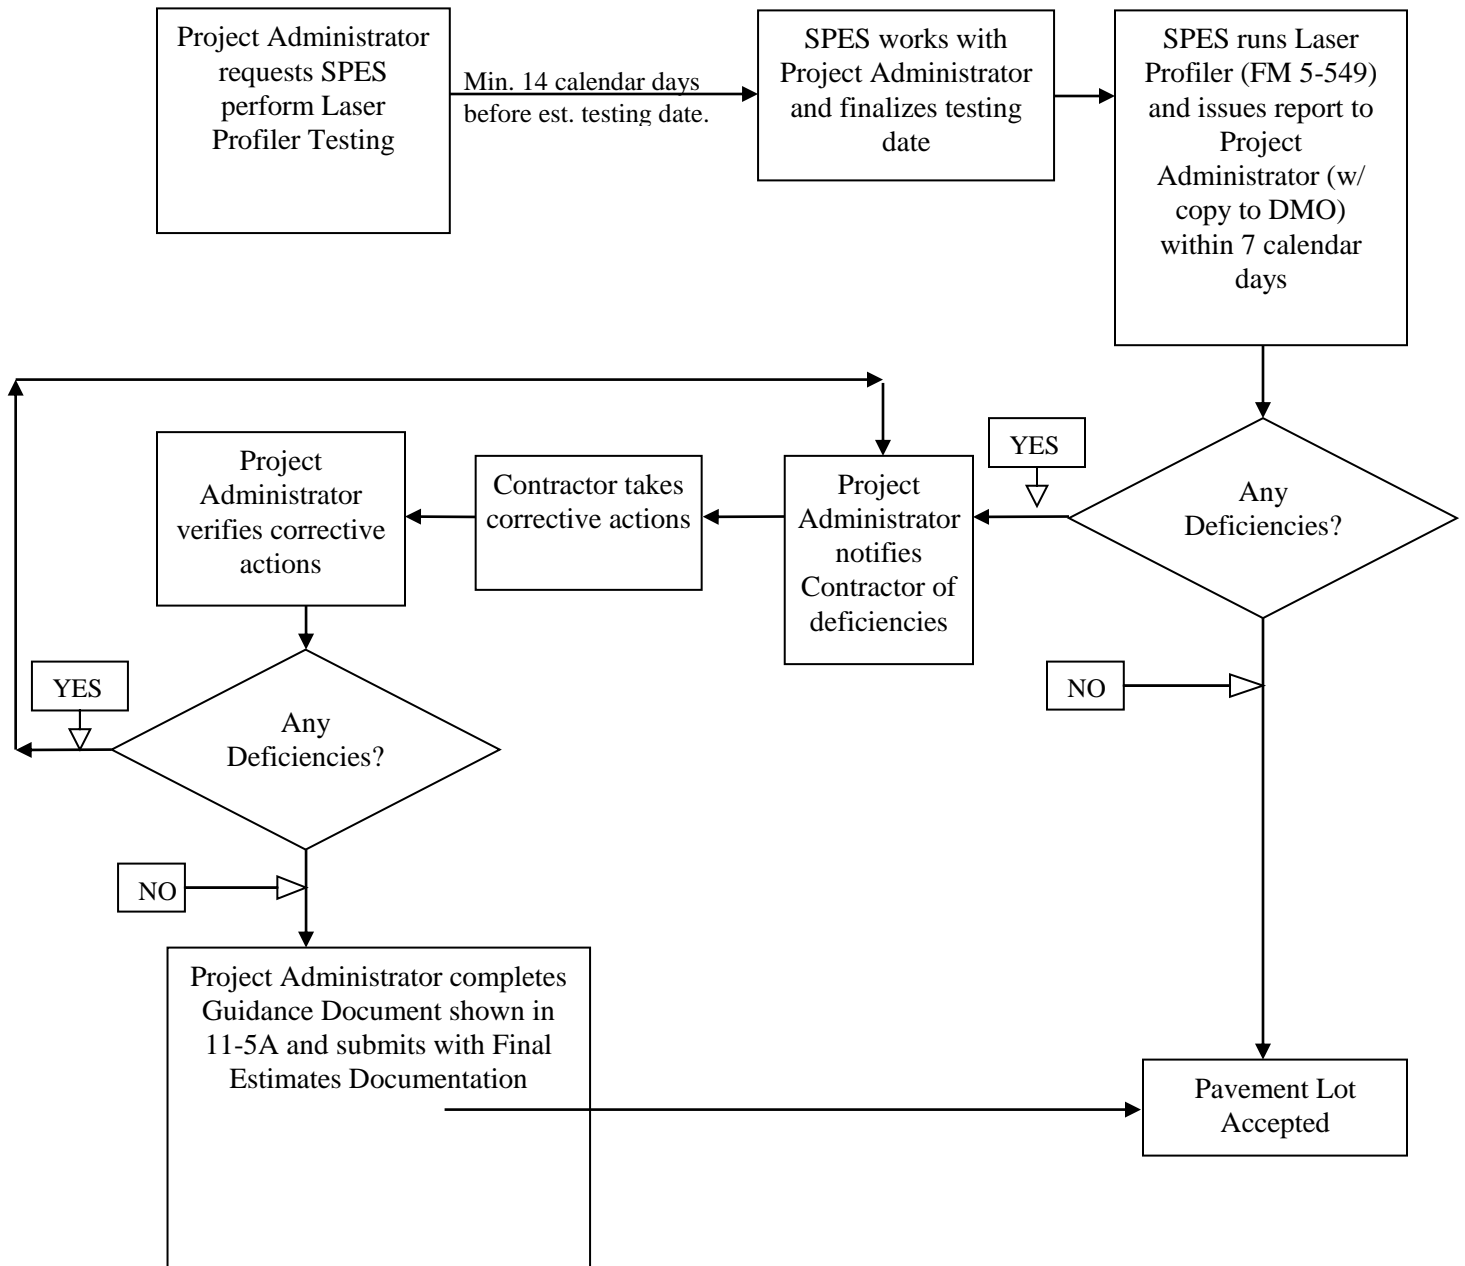 Project Administrator
requests SPES
perform Laser
Profiler Testing
Min. 14 calendar days
before est. testing date.
SPES works with
Project Administrator
and finalizes testing
date
SPES runs Laser
Profiler (FM 5-549)
and issues report to
Project
Administrator (w/
copy to DMO)
within 7 calendar
days
Any
Deficiencies?
YES
Project
Administrator
notifies
Contractor of
deficiencies
Contractor takes
corrective actions
Project
Administrator
verifies corrective
actions
YES
Any
Deficiencies?
NO
NO
Project Administrator completes
Guidance Document shown in
11-5A and submits with Final
Estimates Documentation
Pavement Lot
Accepted